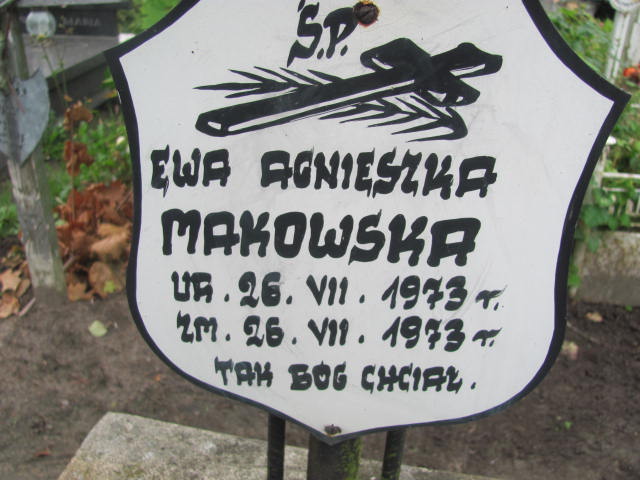 Ś.P.
EWA AGNIESZKA
MAKOWSKA
UR. 26. VII. 1973 r.
ZM. 26. VII. 1973 r.
TAK BÓG CHCIAŁ.